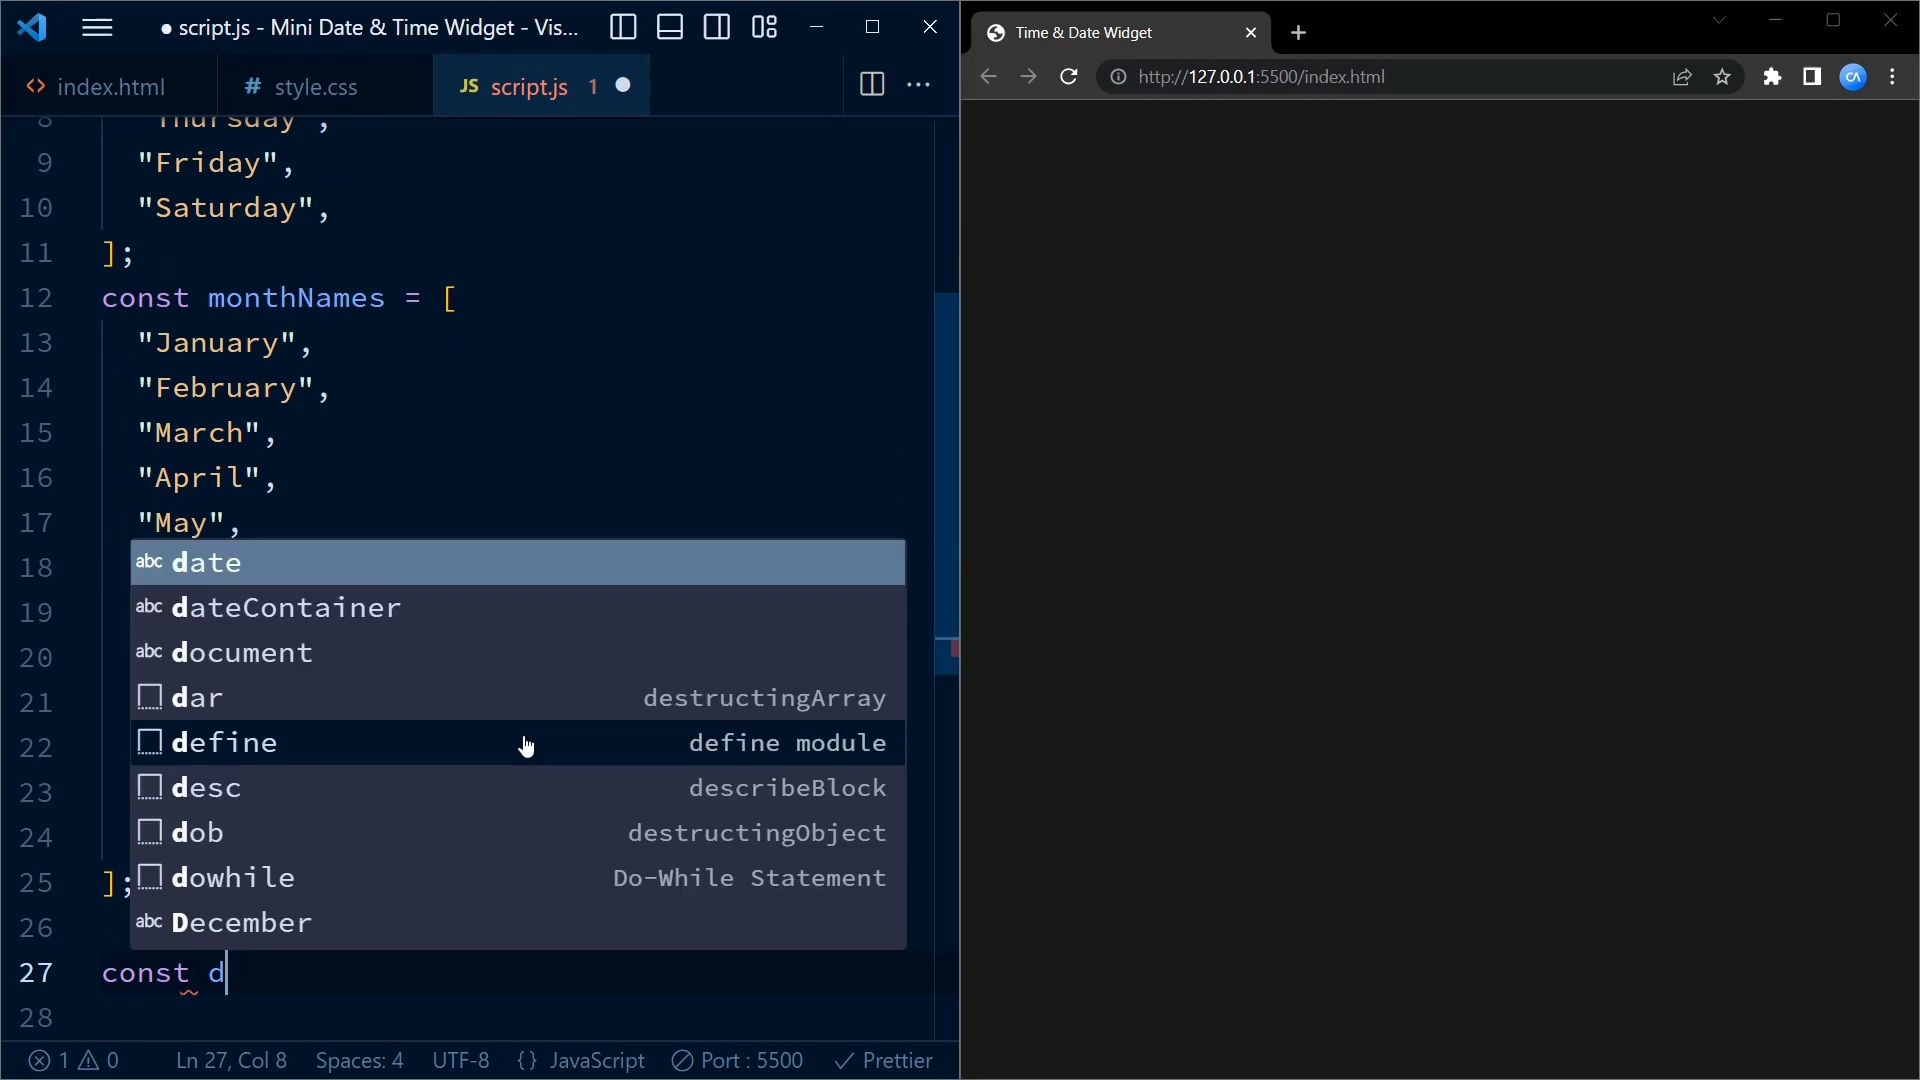 script.js - Mini Date & Time Widget - Vis...
index.html
# style.css
JS script.js 1
8 "Thursday",
9 "Friday",
10 "Saturday",
11 ];
12 const monthNames = [
13 "January",
14 "February",
15 "March",
16 "April",
17 "May",
18
19
20
21
22
23
24
25 ];
26
27 const d
28
abc date
abc dateContainer
abc document
dar destructingArray
define define module
desc describeBlock
dob destructingObject
dowhile Do-While Statement
abc December
1 0 Ln 27, Col 8 Spaces: 4 UTF-8 {} JavaScript Port : 5500 Prettier
Time & Date Widget
http://127.0.0.1:5500/index.html
CA